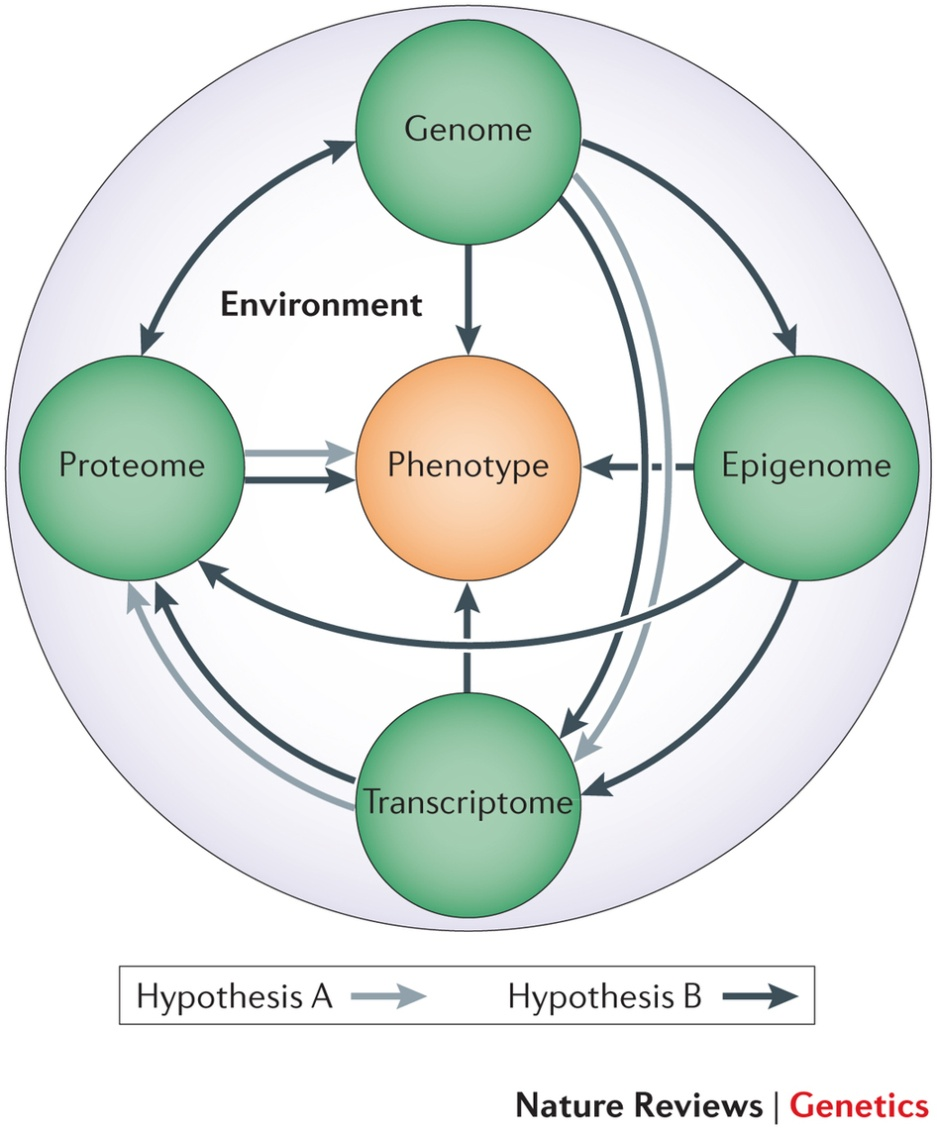 Genome
Environment
Proteome
Phenotype
Epigenome
Transcriptome
Hypothesis A
Hypothesis B
Nature Reviews | Genetics